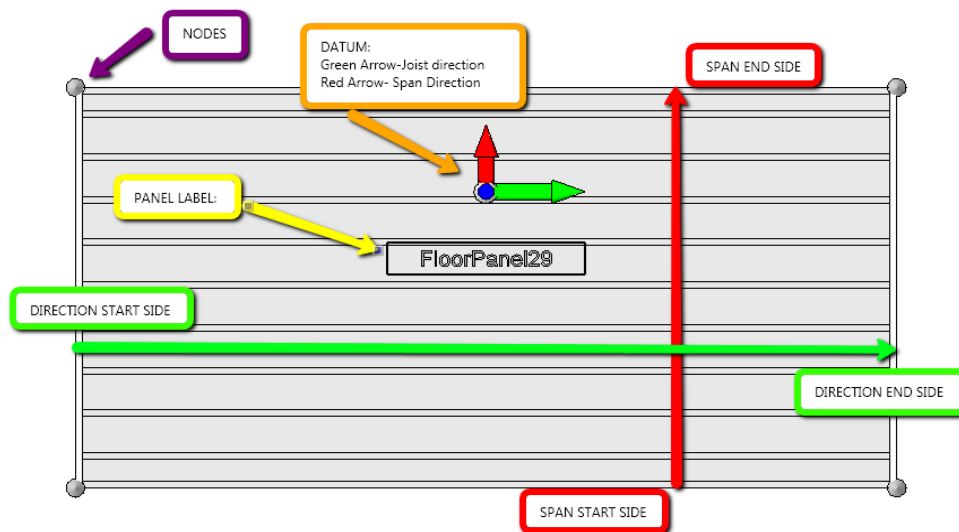 NODES
DATUM:
Green Arrow-Joist direction
Red Arrow- Span Direction
SPAN END SIDE
PANEL LABEL:
FloorPanel29
DIRECTION START SIDE
DIRECTION END SIDE
SPAN START SIDE